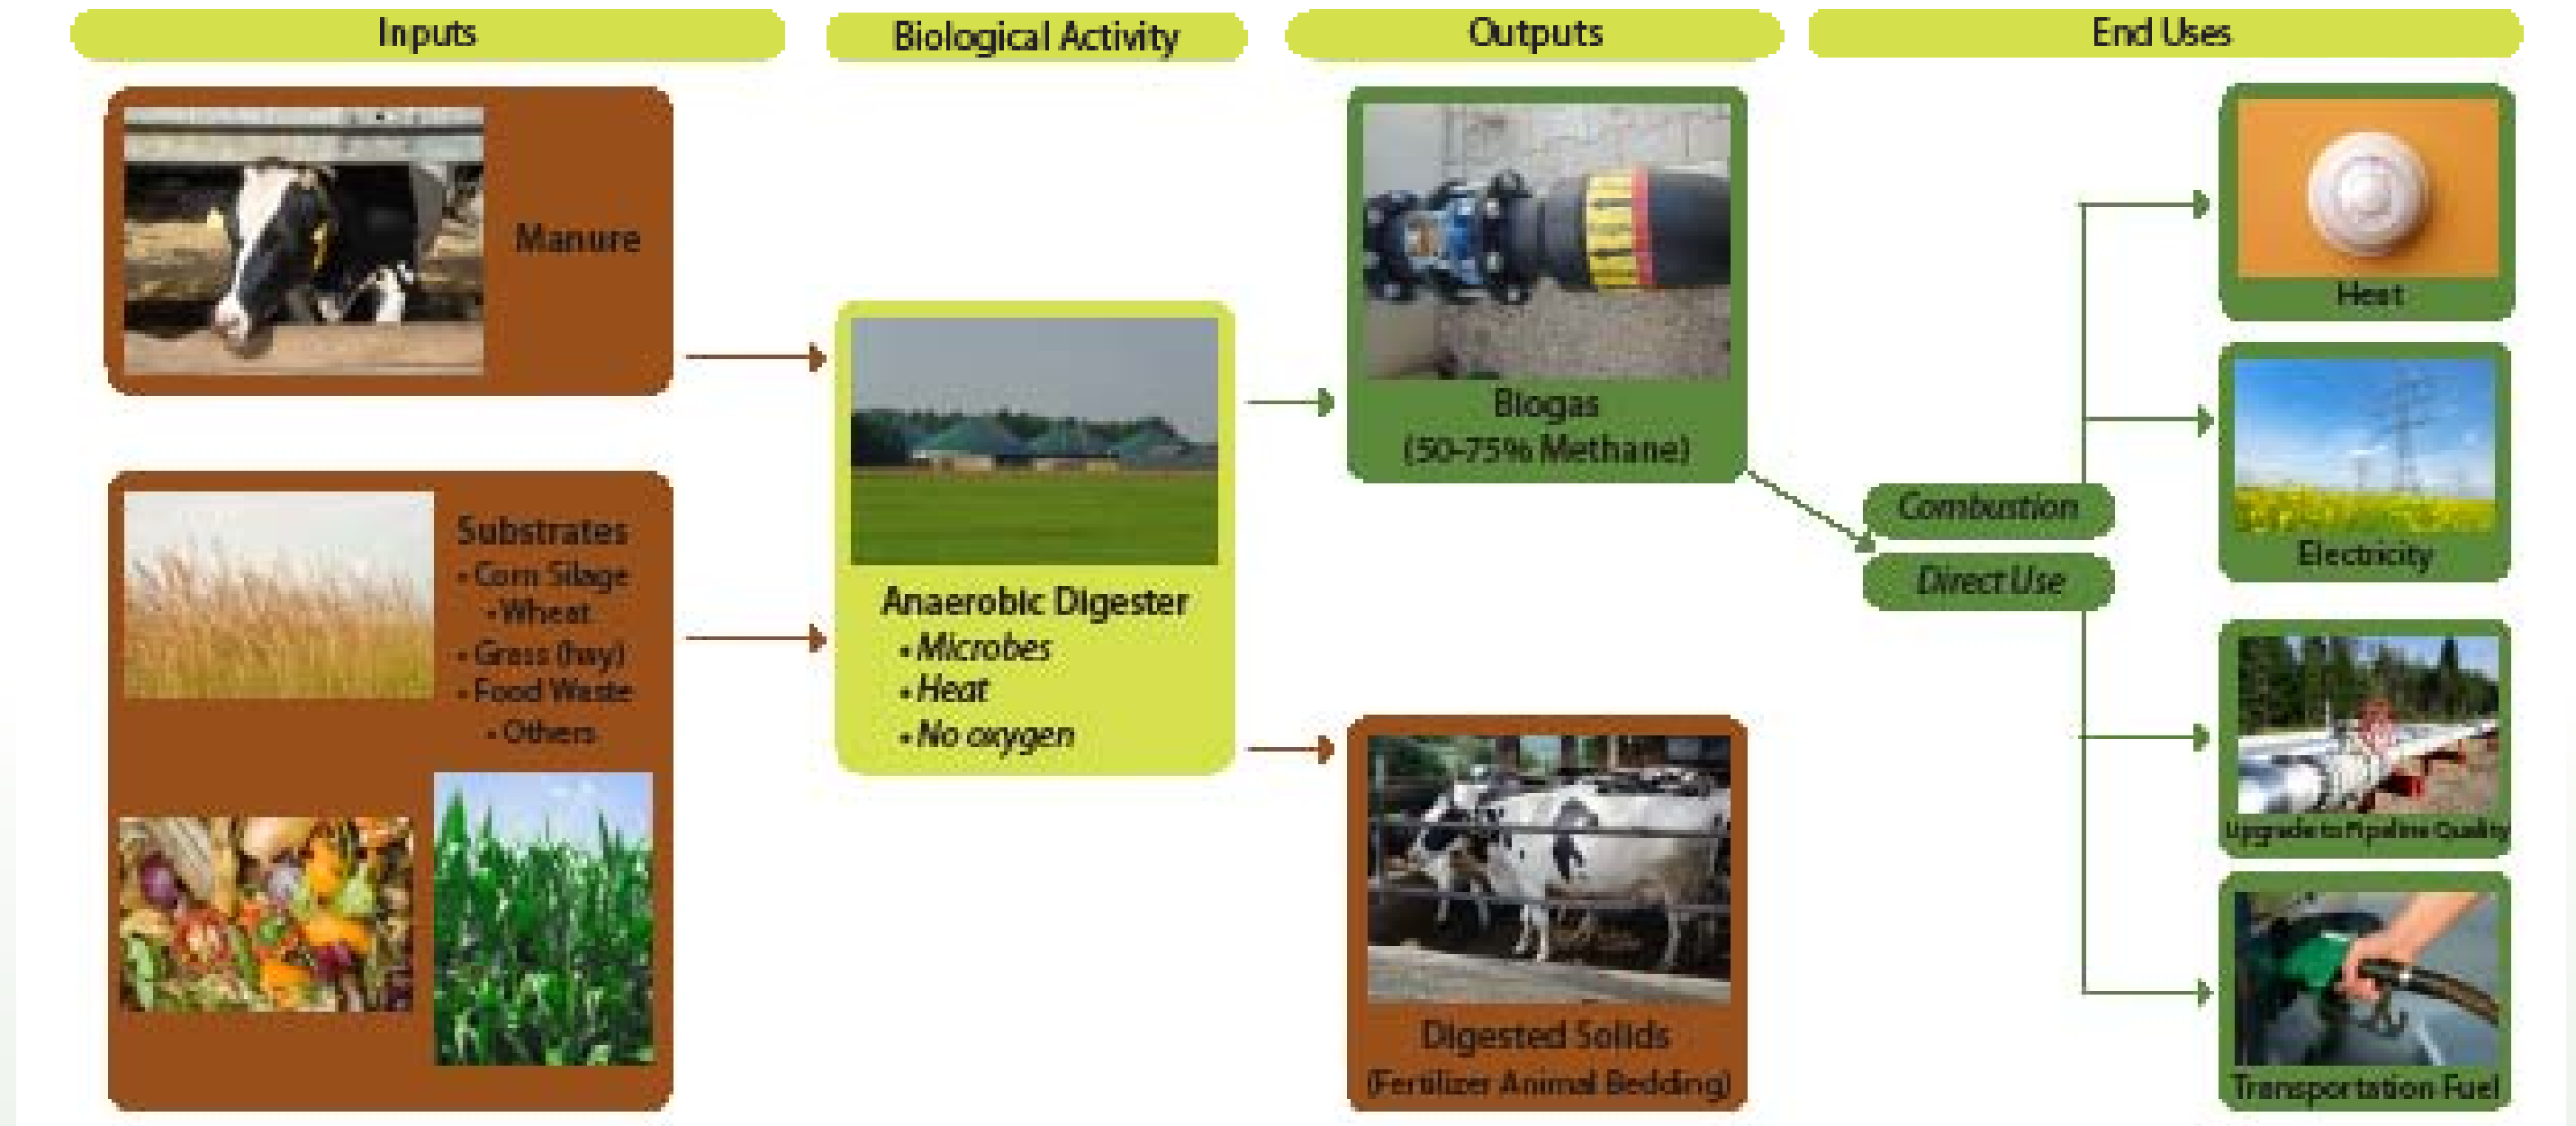 Inputs
Biological Activity
Outputs
End Uses
Manure
Substrates
• Corn Silage
• Wheat
• Grass (hay)
• Food Waste
• Others
Anaerobic Digester
• Microbes
• Heat
• No oxygen
Biogas
(50-75% Methane)
Digested Solids
(Fertilizer Animal Bedding)
Combustion
Direct Use
Heat
Electricity
Upgrade to Pipeline Quality
Transportation Fuel